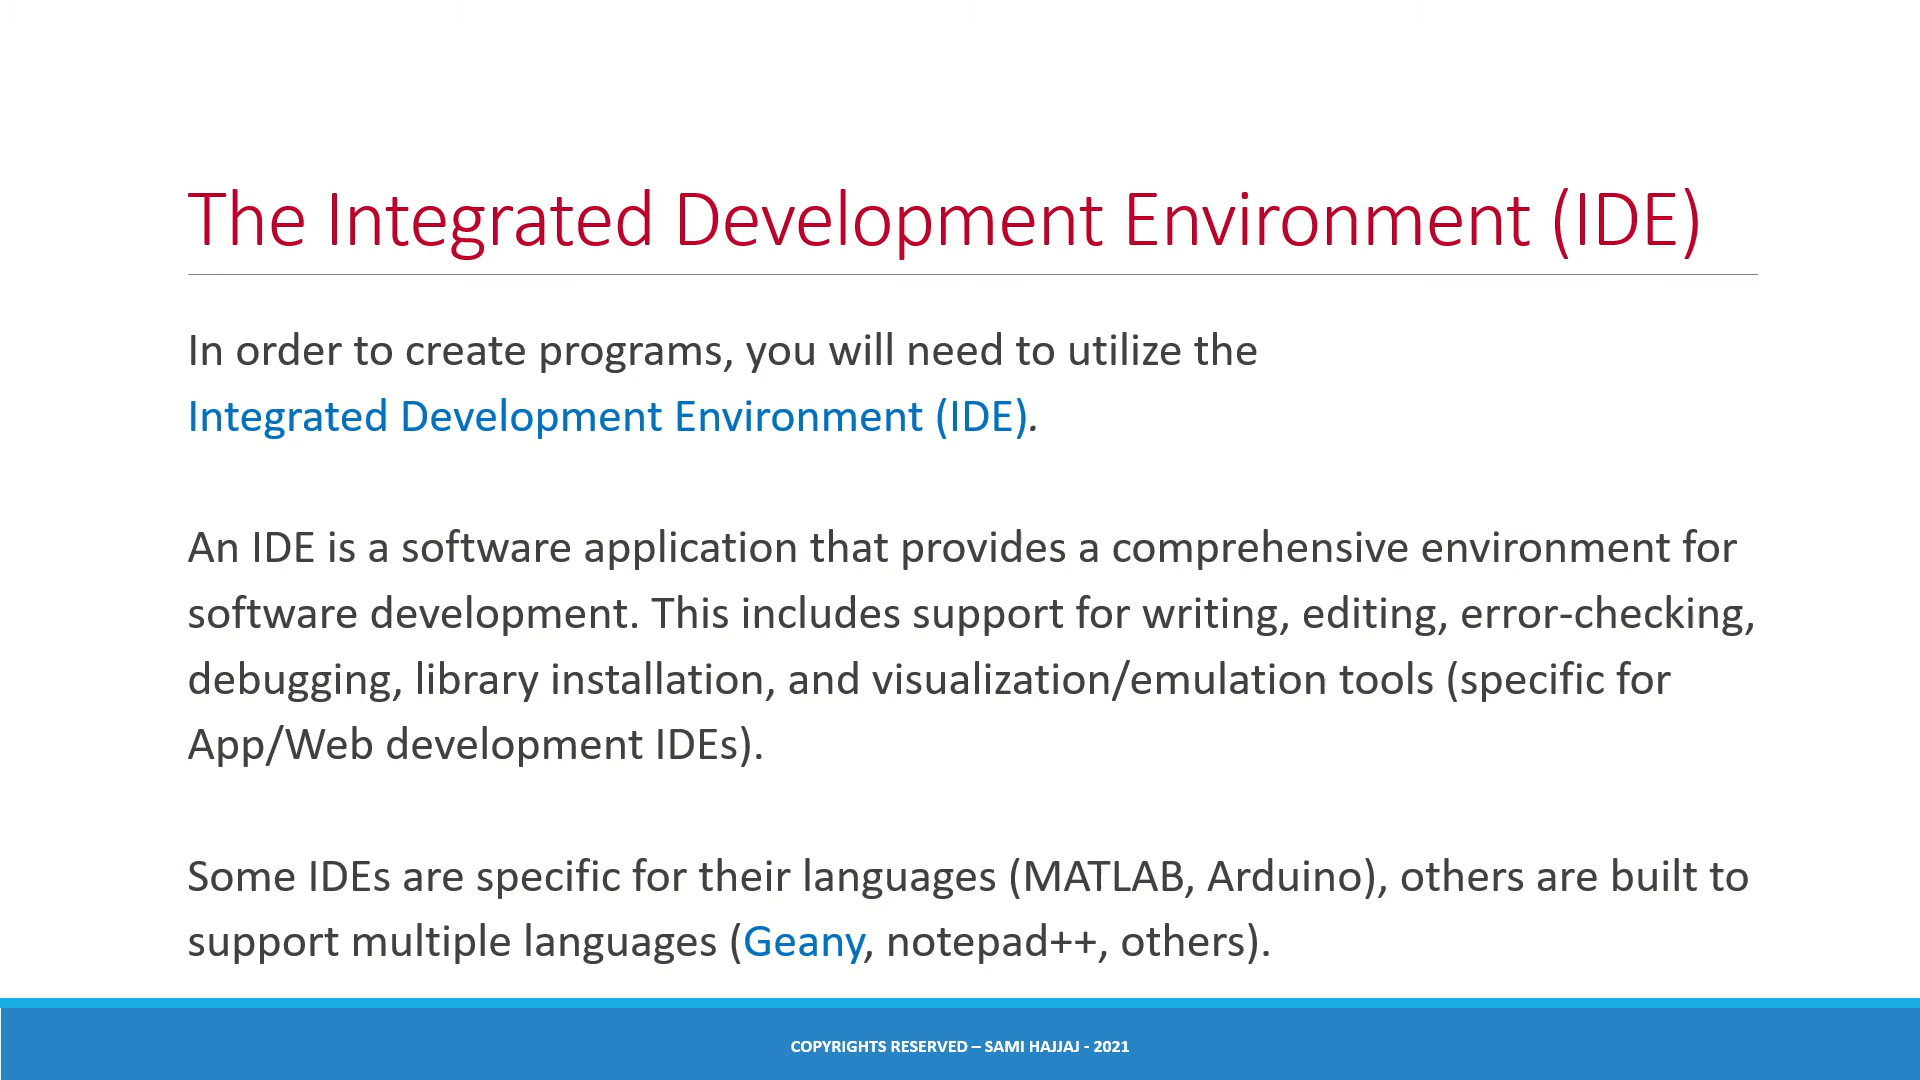 The Integrated Development Environment (IDE)
In order to create programs, you will need to utilize the
Integrated Development Environment (IDE).
An IDE is a software application that provides a comprehensive environment for
software development. This includes support for writing, editing, error-checking,
debugging, library installation, and visualization/emulation tools (specific for
App/Web development IDEs).
Some IDEs are specific for their languages (MATLAB, Arduino), others are built to
support multiple languages (Geany, notepad++, others).
COPYRIGHTS RESERVED – SAMI HAJJAJ - 2021